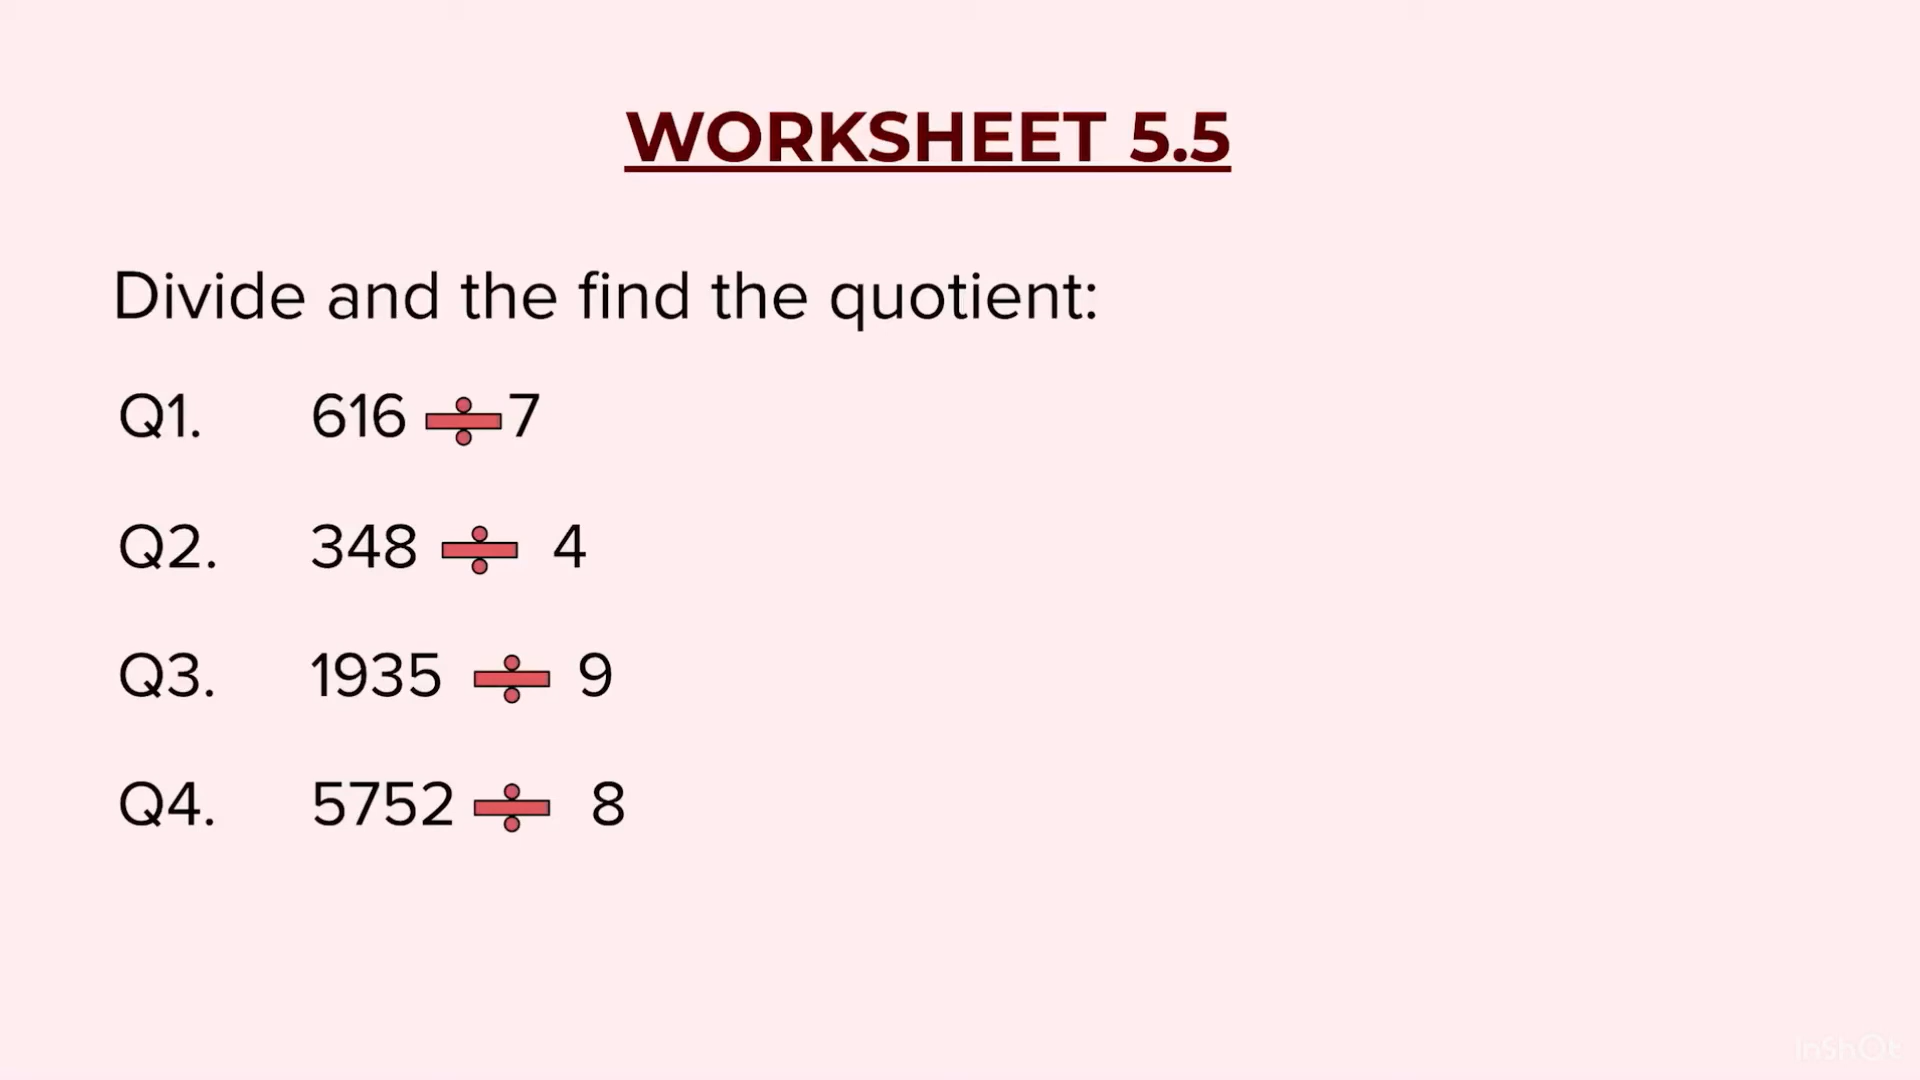 WORKSHEET 5.5
Divide and the find the quotient:
Q1. 616 ÷ 7
Q2. 348 ÷ 4
Q3. 1935 ÷ 9
Q4. 5752 ÷ 8
InShOt